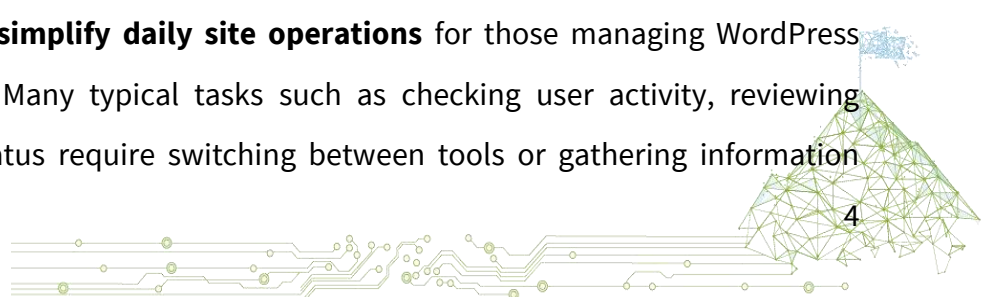 simplify daily site operations for those managing WordPress
Many typical tasks such as checking user activity, reviewing
require switching between tools or gathering information
4